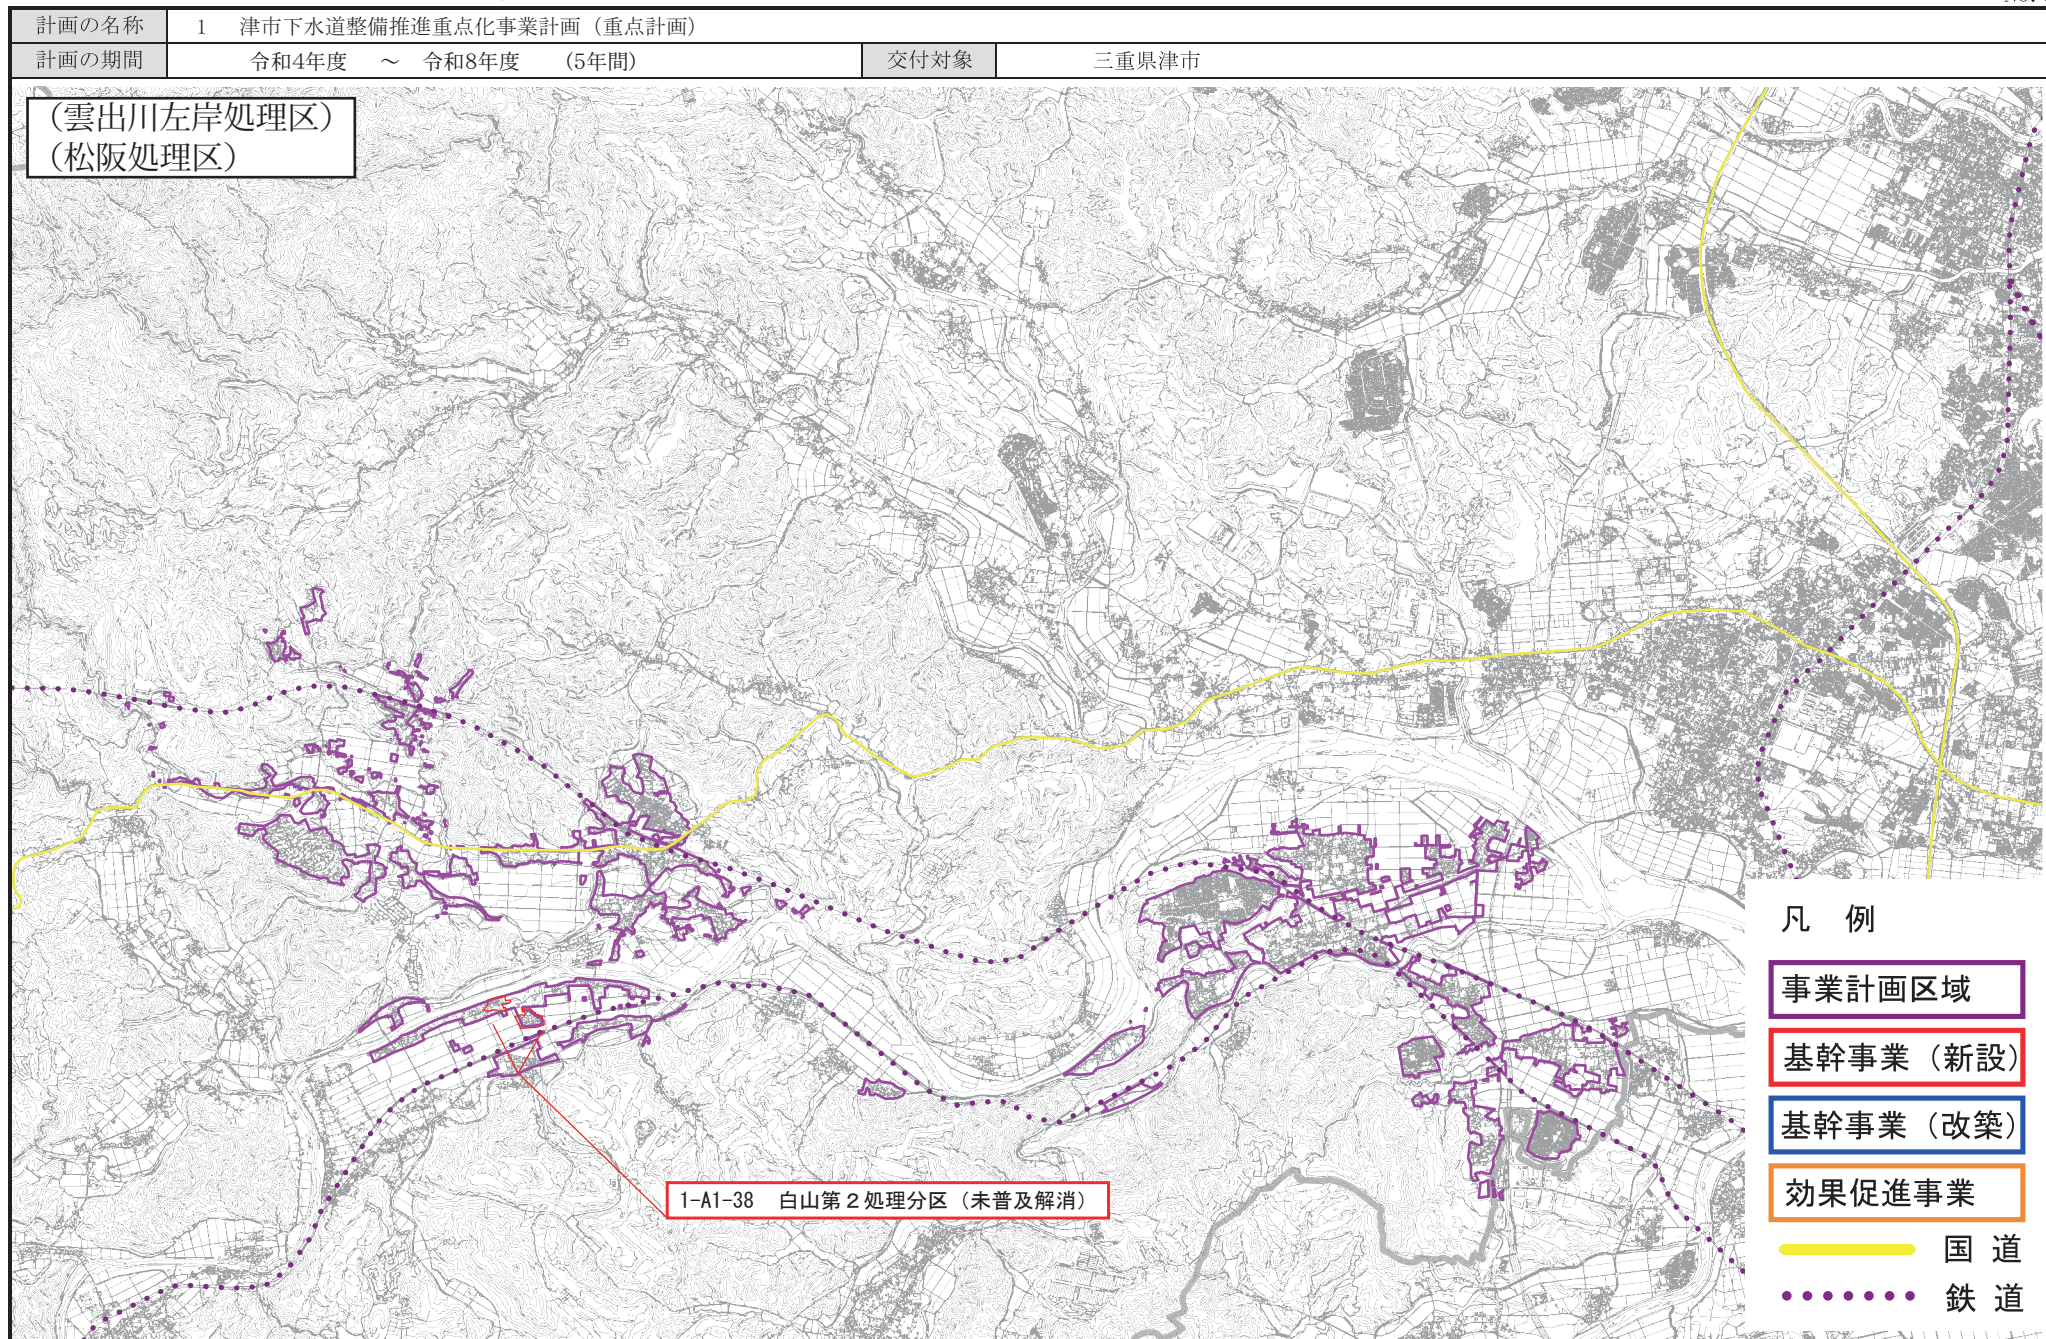 計画の名称 1 津市下水道整備推進重点化事業計画（重点計画）
計画の期間 令和4年度 ～ 令和8年度 （5年間） 交付対象 三重県津市
（雲出川左岸処理区）
（松阪処理区）
1-A1-38 白山第２処理分区（未普及解消）
凡 例
事業計画区域
基幹事業（新設）
基幹事業（改築）
効果促進事業
国 道
鉄 道